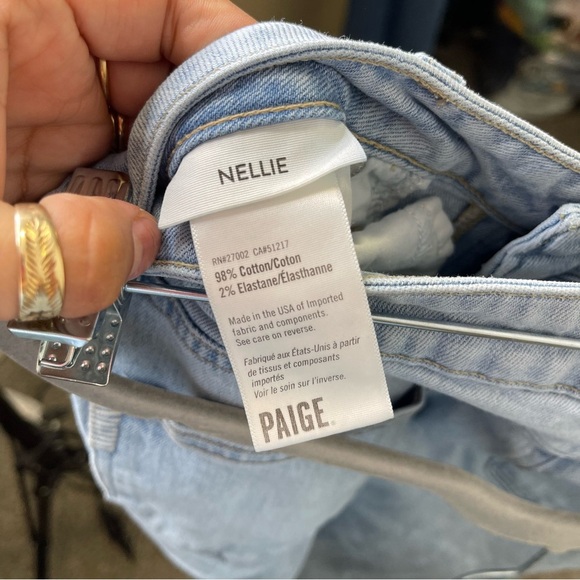 NELLIE
RN#27002 CA#51217
98% Cotton/Coton
2% Elastane/Élasthanne
Made in the USA of Imported
fabric and components.
See care on reverse.
Fabriqué aux États-Unis à partir
de tissus et composants
importés
Voir le soin sur l'inverse.
PAIGE